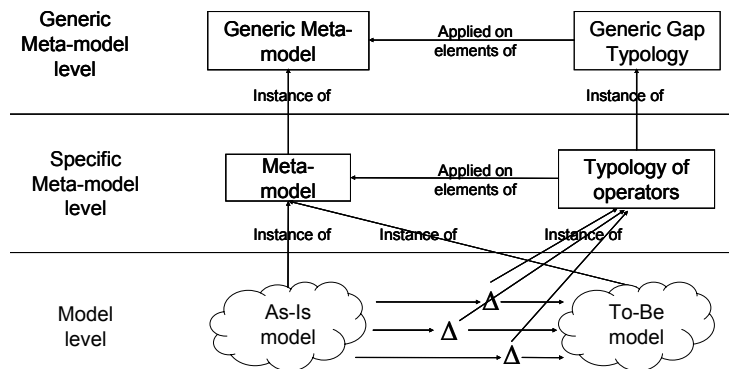 Generic
Meta-model
level
Generic Meta-
model
Applied on
elements of
Generic Gap
Typology
Instance of
Instance of
Specific
Meta-model
level
Meta-
model
Applied on
elements of
Typology of
operators
Instance of
Instance of
Instance of
Model
level
As-Is
model
Δ
Δ
Δ
To-Be
model